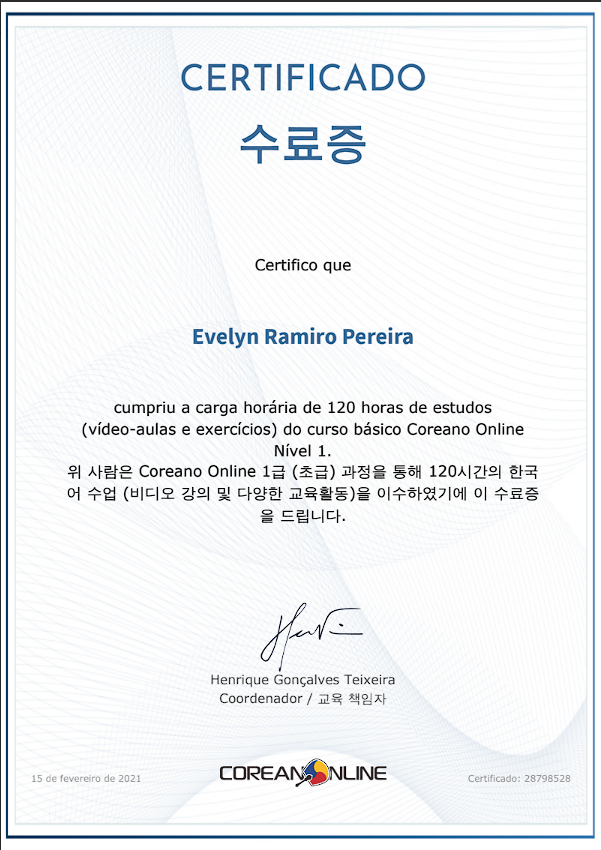 CERTIFICADO
수료증
Certifico que
Evelyn Ramiro Pereira
cumpriu a carga horária de 120 horas de estudos
(vídeo-aulas e exercícios) do curso básico Coreano Online
Nível 1.
위 사람은 Coreano Online 1급 (초급) 과정을 통해 120시간의 한국
어 수업 (비디오 강의 및 다양한 교육활동)을 이수하였기에 이 수료증
을 드립니다.
Henrique Gonçalves Teixeira
Coordenador / 교육 책임자
15 de fevereiro de 2021
COREANONLINE
Certificado: 28798528